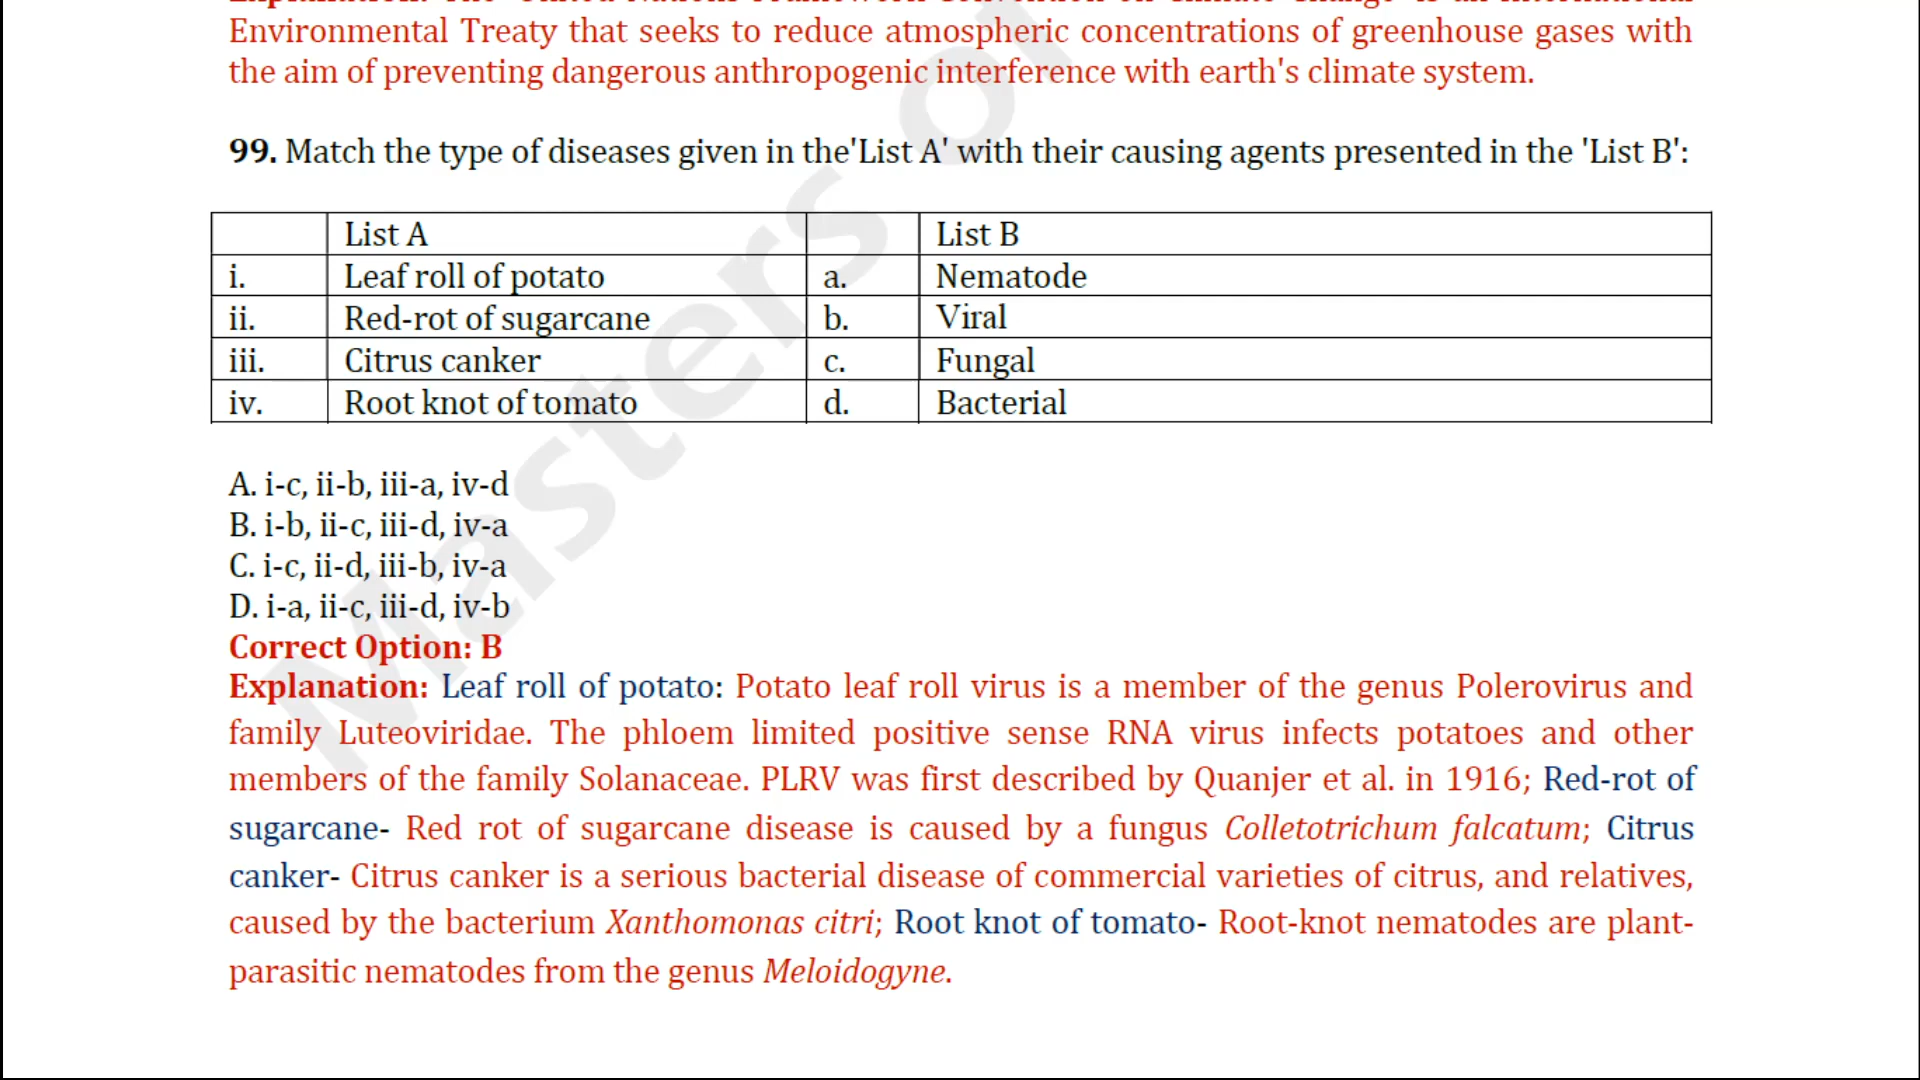 Environmental Treaty that seeks to reduce atmospheric concentrations of greenhouse gases with
the aim of preventing dangerous anthropogenic interference with earth's climate system.
99. Match the type of diseases given in the'List A' with their causing agents presented in the 'List B':
List A List B
i. Leaf roll of potato a. Nematode
ii. Red-rot of sugarcane b. Viral
iii. Citrus canker c. Fungal
iv. Root knot of tomato d. Bacterial
A. i-c, ii-b, iii-a, iv-d
B. i-b, ii-c, iii-d, iv-a
C. i-c, ii-d, iii-b, iv-a
D. i-a, ii-c, iii-d, iv-b
Correct Option: B
Explanation: Leaf roll of potato: Potato leaf roll virus is a member of the genus Polerovirus and
family Luteoviridae. The phloem limited positive sense RNA virus infects potatoes and other
members of the family Solanaceae. PLRV was first described by Quanjer et al. in 1916; Red-rot of
sugarcane- Red rot of sugarcane disease is caused by a fungus Colletotrichum falcatum; Citrus
canker- Citrus canker is a serious bacterial disease of commercial varieties of citrus, and relatives,
caused by the bacterium Xanthomonas citri; Root knot of tomato- Root-knot nematodes are plant-
parasitic nematodes from the genus Meloidogyne.
Masters of